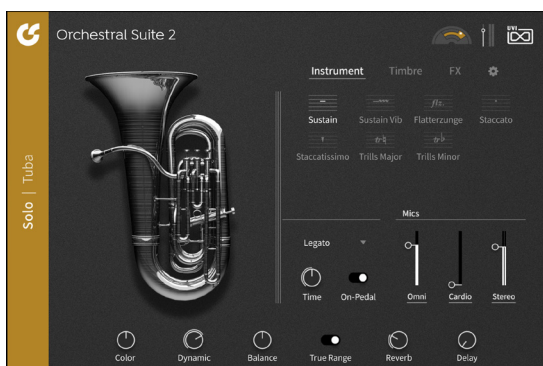 Orchestral Suite 2
UVI
Solo | Tuba
Instrument Timbre FX
flz.
Sustain Sustain Vib Flatterzunge Staccato
Staccatissimo Trills Major Trills Minor
Mics
Legato
Time On-Pedal Omni Cardio Stereo
Color Dynamic Balance True Range Reverb Delay